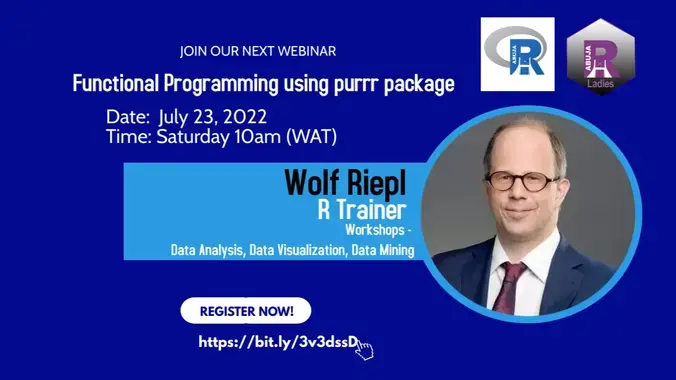 JOIN OUR NEXT WEBINAR
Functional Programming using purrr package
Date: July 23, 2022
Time: Saturday 10am (WAT)
Wolf Riepl
R Trainer
Workshops -
Data Analysis, Data Visualization, Data Mining
REGISTER NOW!
https://bit.ly/3v3dssD
ABUJA
R
ABUJA
R
Ladies